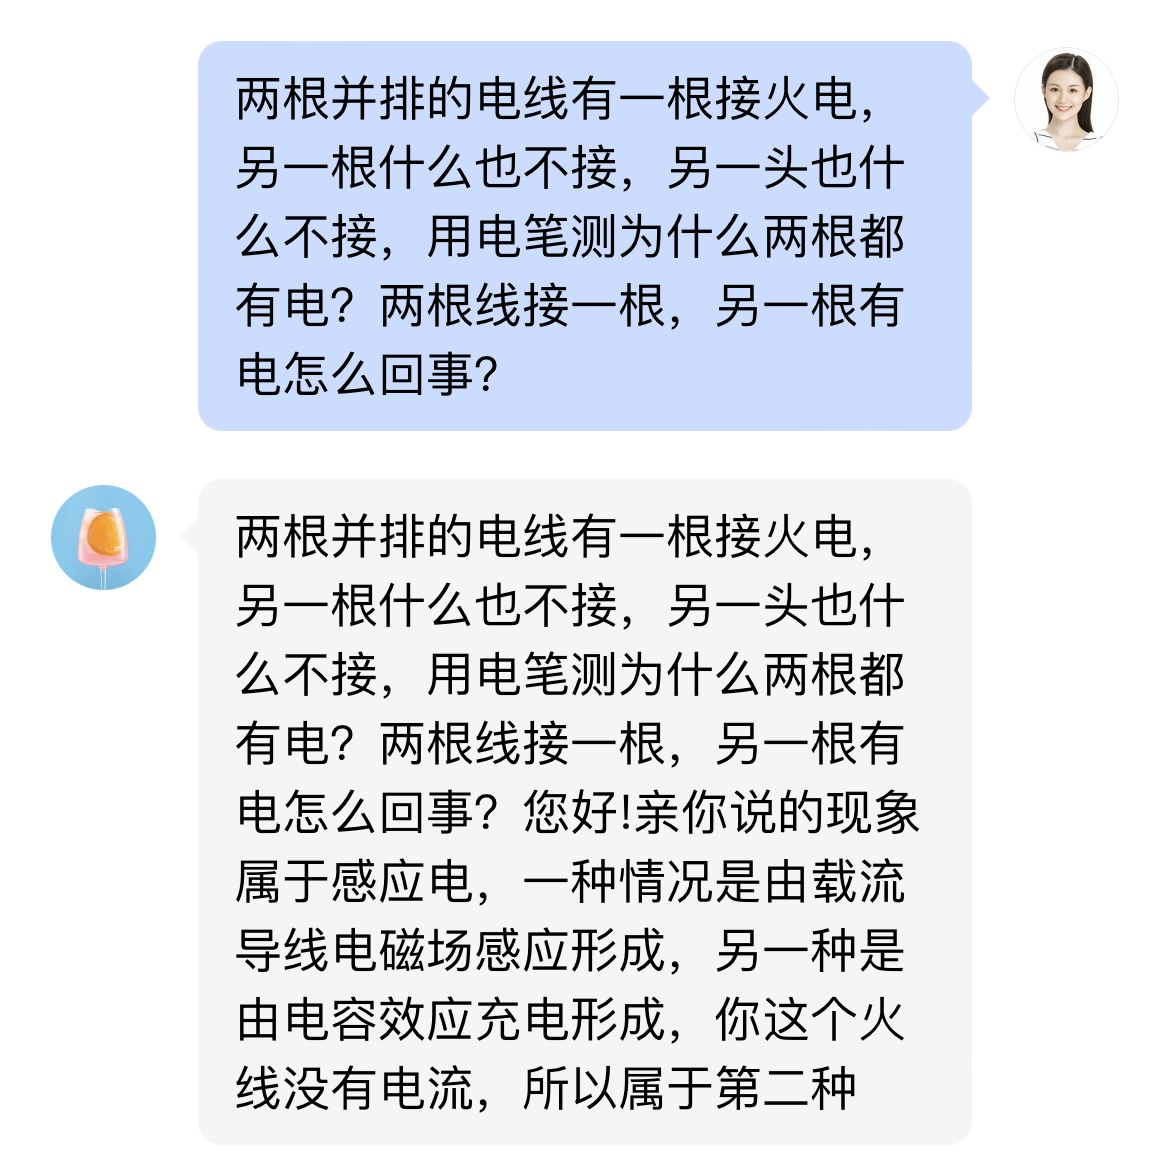 两根并排的电线有一根接火电，
另一根什么也不接，另一头也什
么不接，用电笔测为什么两根都
有电？两根线接一根，另一根有
电怎么回事？
两根并排的电线有一根接火电，
另一根什么也不接，另一头也什
么不接，用电笔测为什么两根都
有电？两根线接一根，另一根有
电怎么回事？您好!亲你说的现象
属于感应电，一种情况是由载流
导线电磁场感应形成，另一种是
由电容效应充电形成，你这个火
线没有电流，所以属于第二种